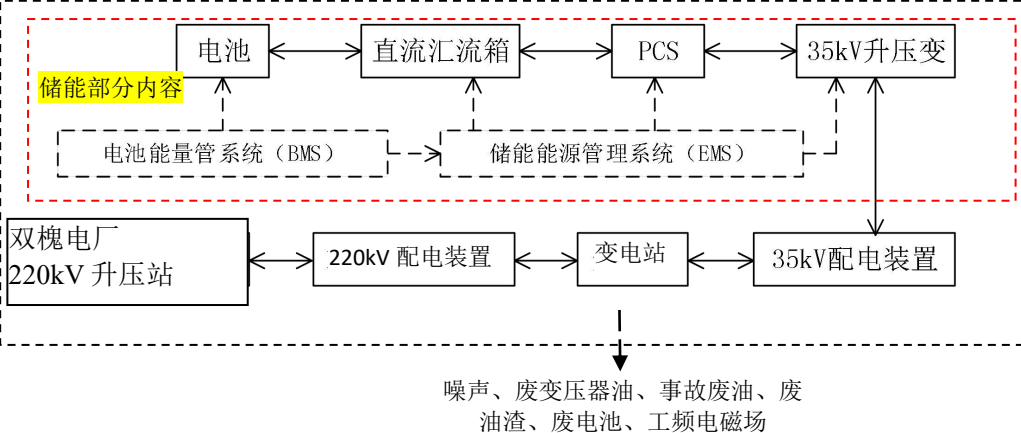 电池
直流汇流箱
PCS
35kV升压变
储能部分内容
电池能量管系统（BMS）
储能能源管理系统（EMS）
双槐电厂
220kV 升压站
220kV 配电装置
变电站
35kV配电装置
噪声、废变压器油、事故废油、废
油渣、废电池、工频电磁场